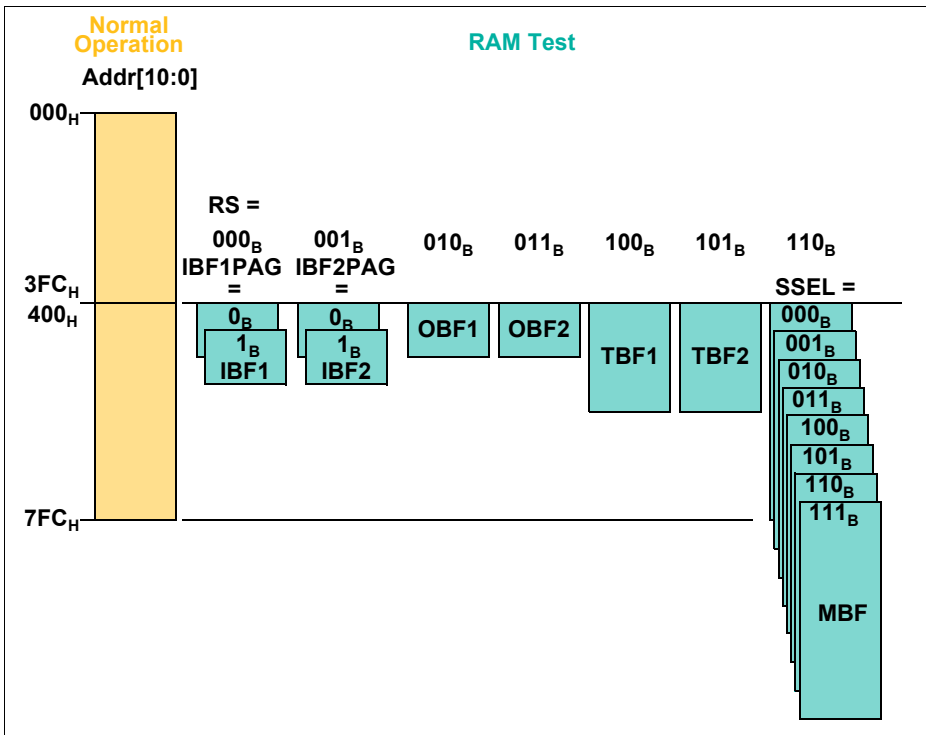 Normal
Operation
RAM Test
Addr[10:0]
000H
RS =
000B 001B 010B 011B 100B 101B 110B
IBF1PAG IBF2PAG
= =
3FCH
SSEL =
400H
0B 0B OBF1 OBF2 TBF1 TBF2 000B
1B 1B 001B
IBF1 IBF2 010B
011B
100B
101B
110B
7FCH
111B
MBF